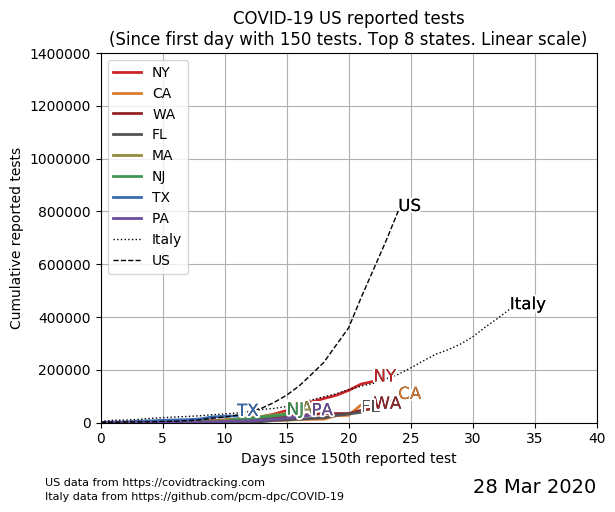 COVID-19 US reported tests
(Since first day with 150 tests. Top 8 states. Linear scale)
1400000
1200000
1000000
800000
600000
400000
200000
0
Cumulative reported tests
NY
CA
WA
FL
MA
NJ
TX
PA
Italy
US
US
Italy
NY
CA
WA
FL
TX
NJ
PA
0 5 10 15 20 25 30 35 40
Days since 150th reported test
US data from https://covidtracking.com
Italy data from https://github.com/pcm-dpc/COVID-19
28 Mar 2020